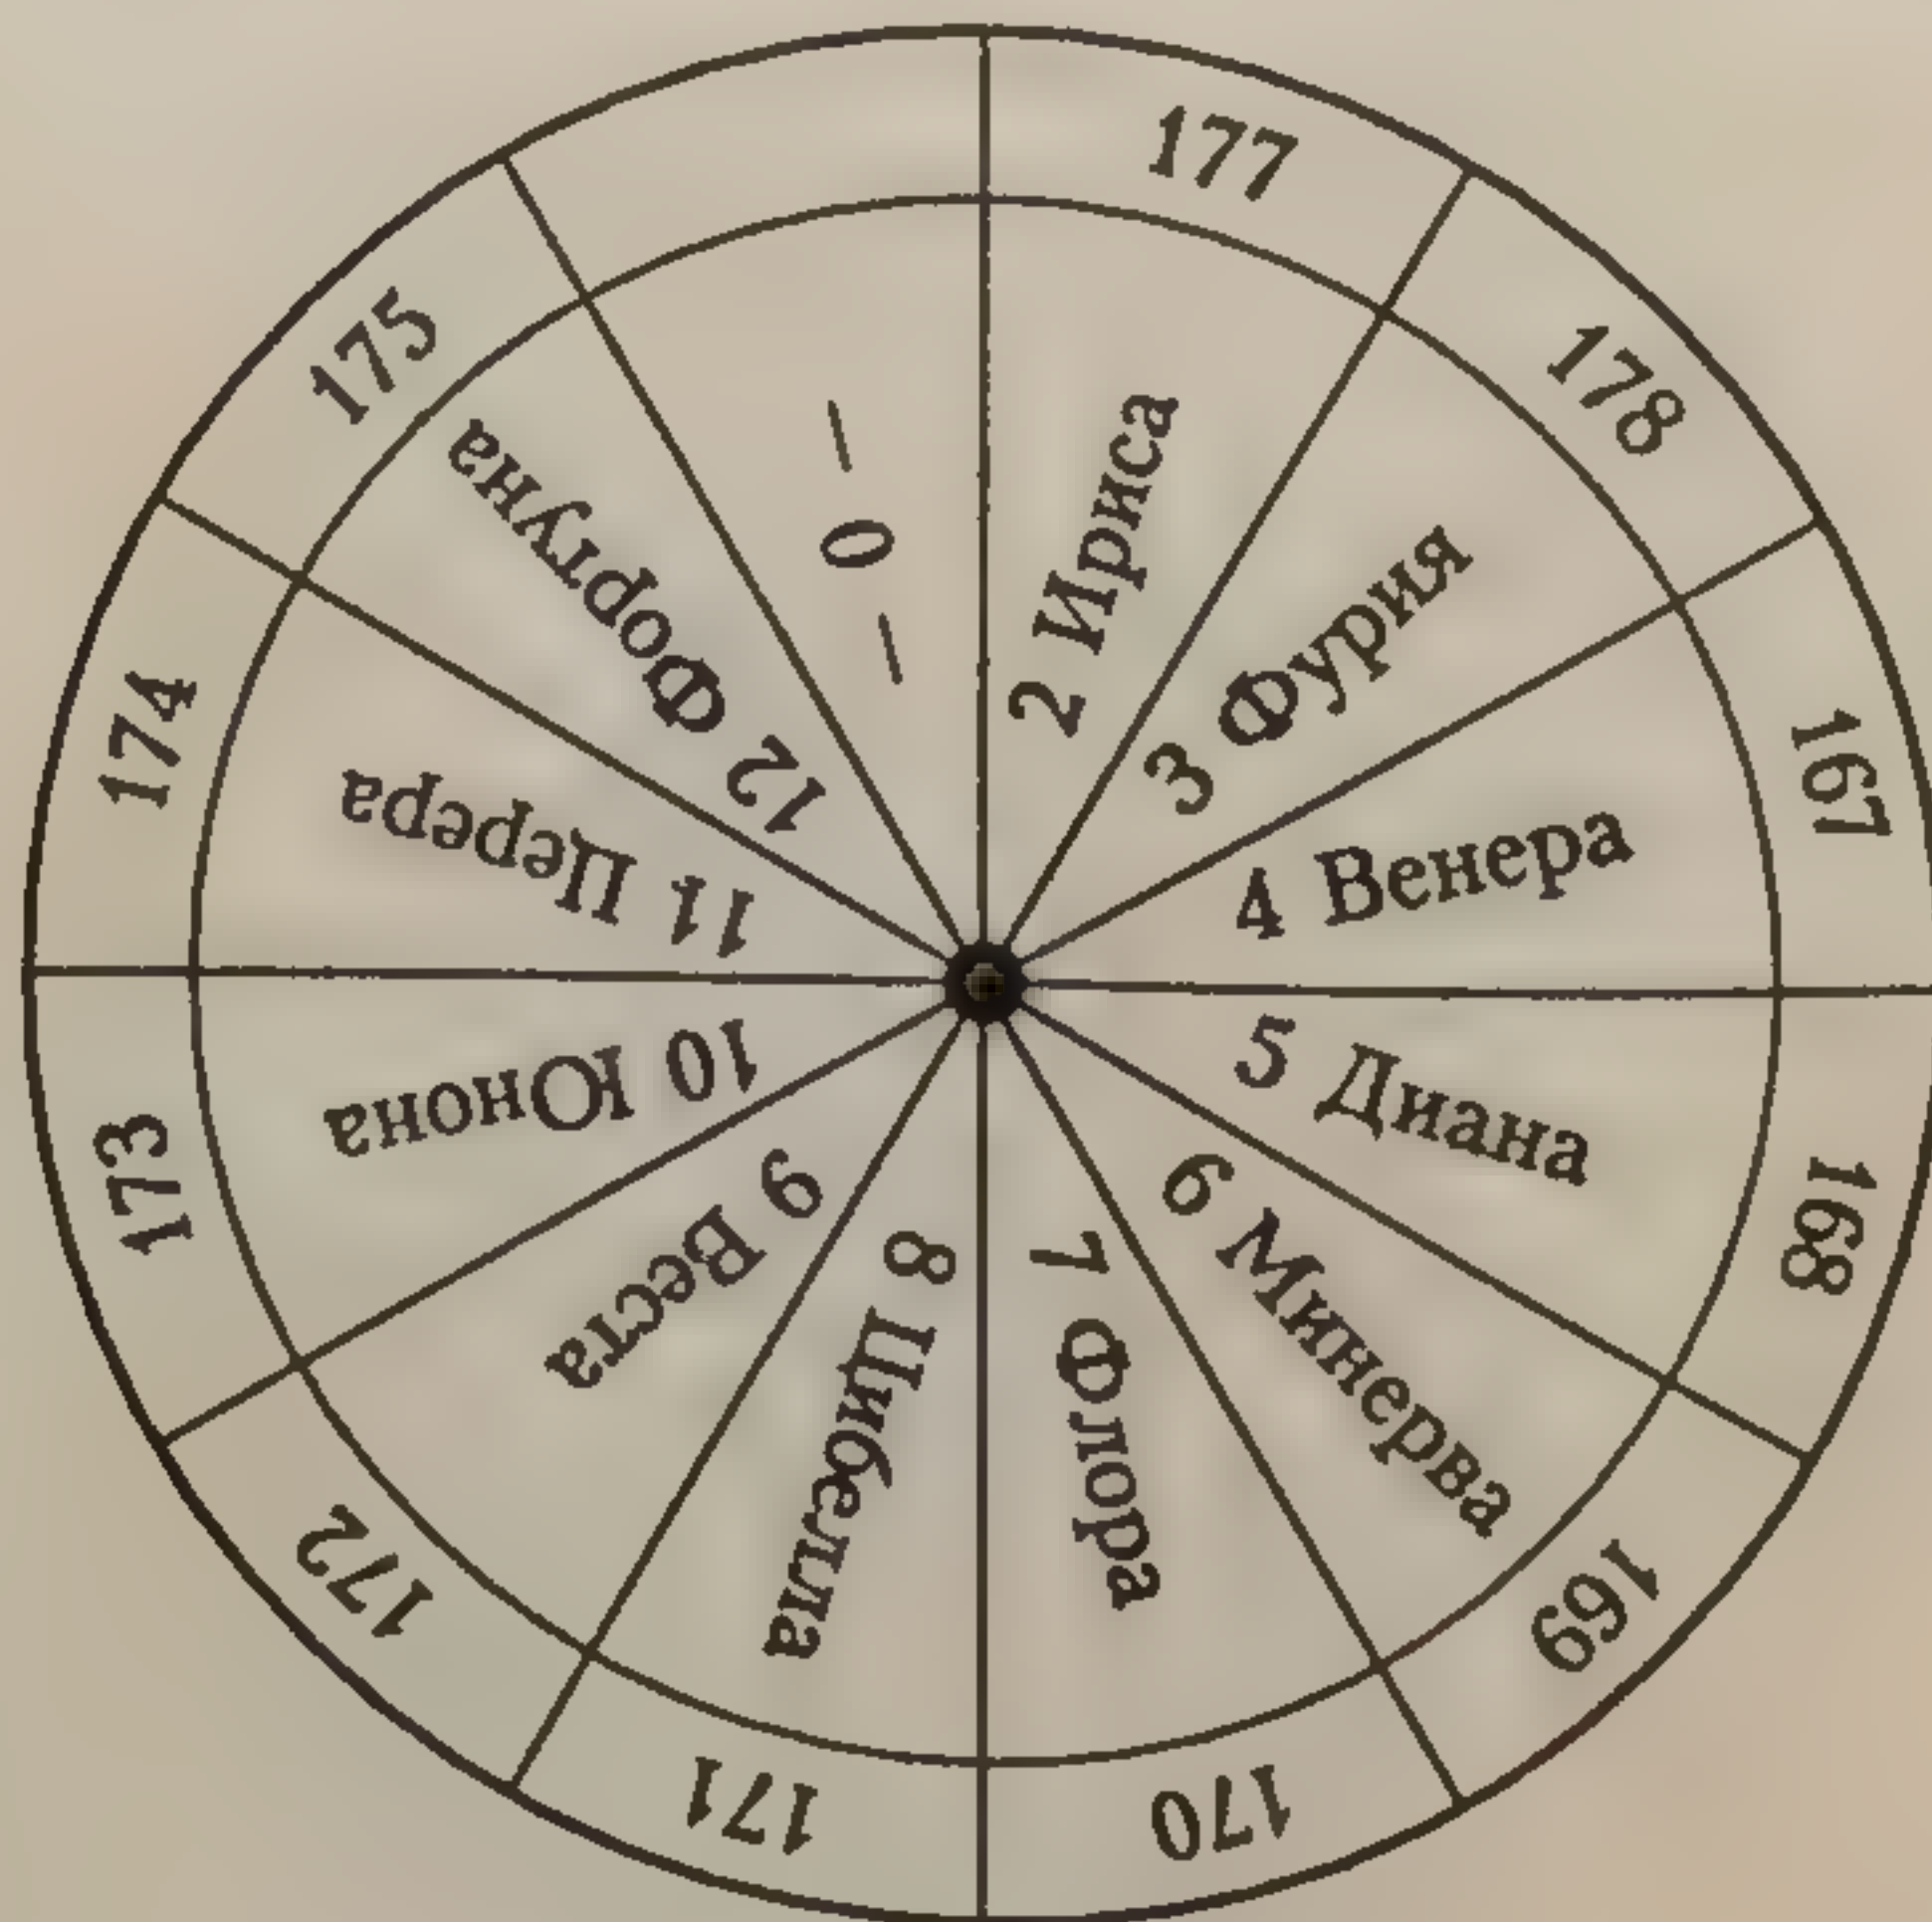 177
178
167
168
169
170
171
172
173
174
175
— 0 —
2 Ириса
3 Фурия
4 Венера
5 Диана
6 Минерва
7 Флора
8 Цибелла
9 Веста
10 Юнона
11 Церера
12 Фортуна